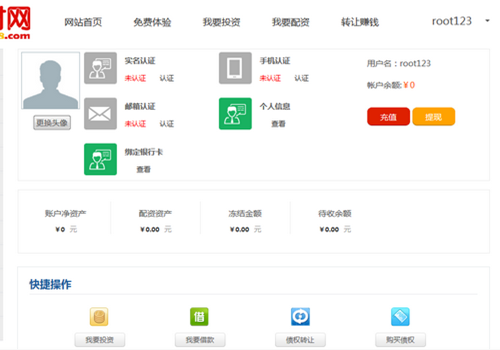 网站首页 免费体验 我要投资 我要配资 转让赚钱 root123
实名认证
未认证 认证
手机认证
未认证 认证
用户名：root123
帐户余额:￥0
更换头像
邮箱认证
未认证 认证
个人信息
查看
充值 提现
绑定银行卡
查看
账户净资产 配资资产 冻结金额 待收余额
￥0 元 ￥0.00 元 ￥0.00 元 ￥0.00 元
快捷操作
借
我要投资 我要借款 债权转让 购买债权